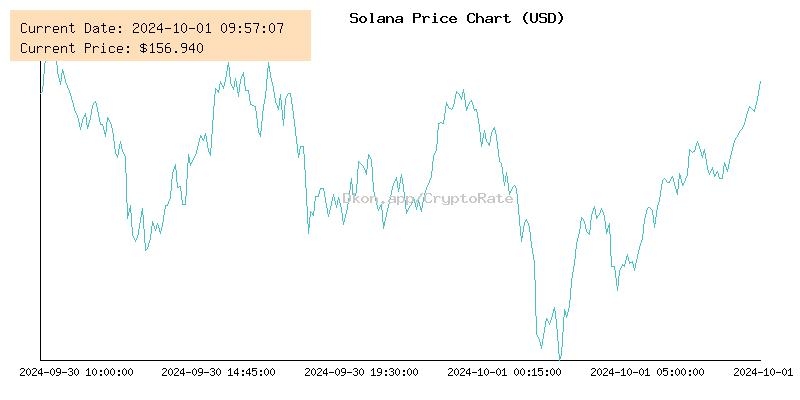 Solana Price Chart (USD)
Current Date: 2024-10-01 09:57:07
Current Price: $156.940
Dkon.app/CryptoRate
2024-09-30 10:00:00 2024-09-30 14:45:00 2024-09-30 19:30:00 2024-10-01 00:15:00 2024-10-01 05:00:00 2024-10-01